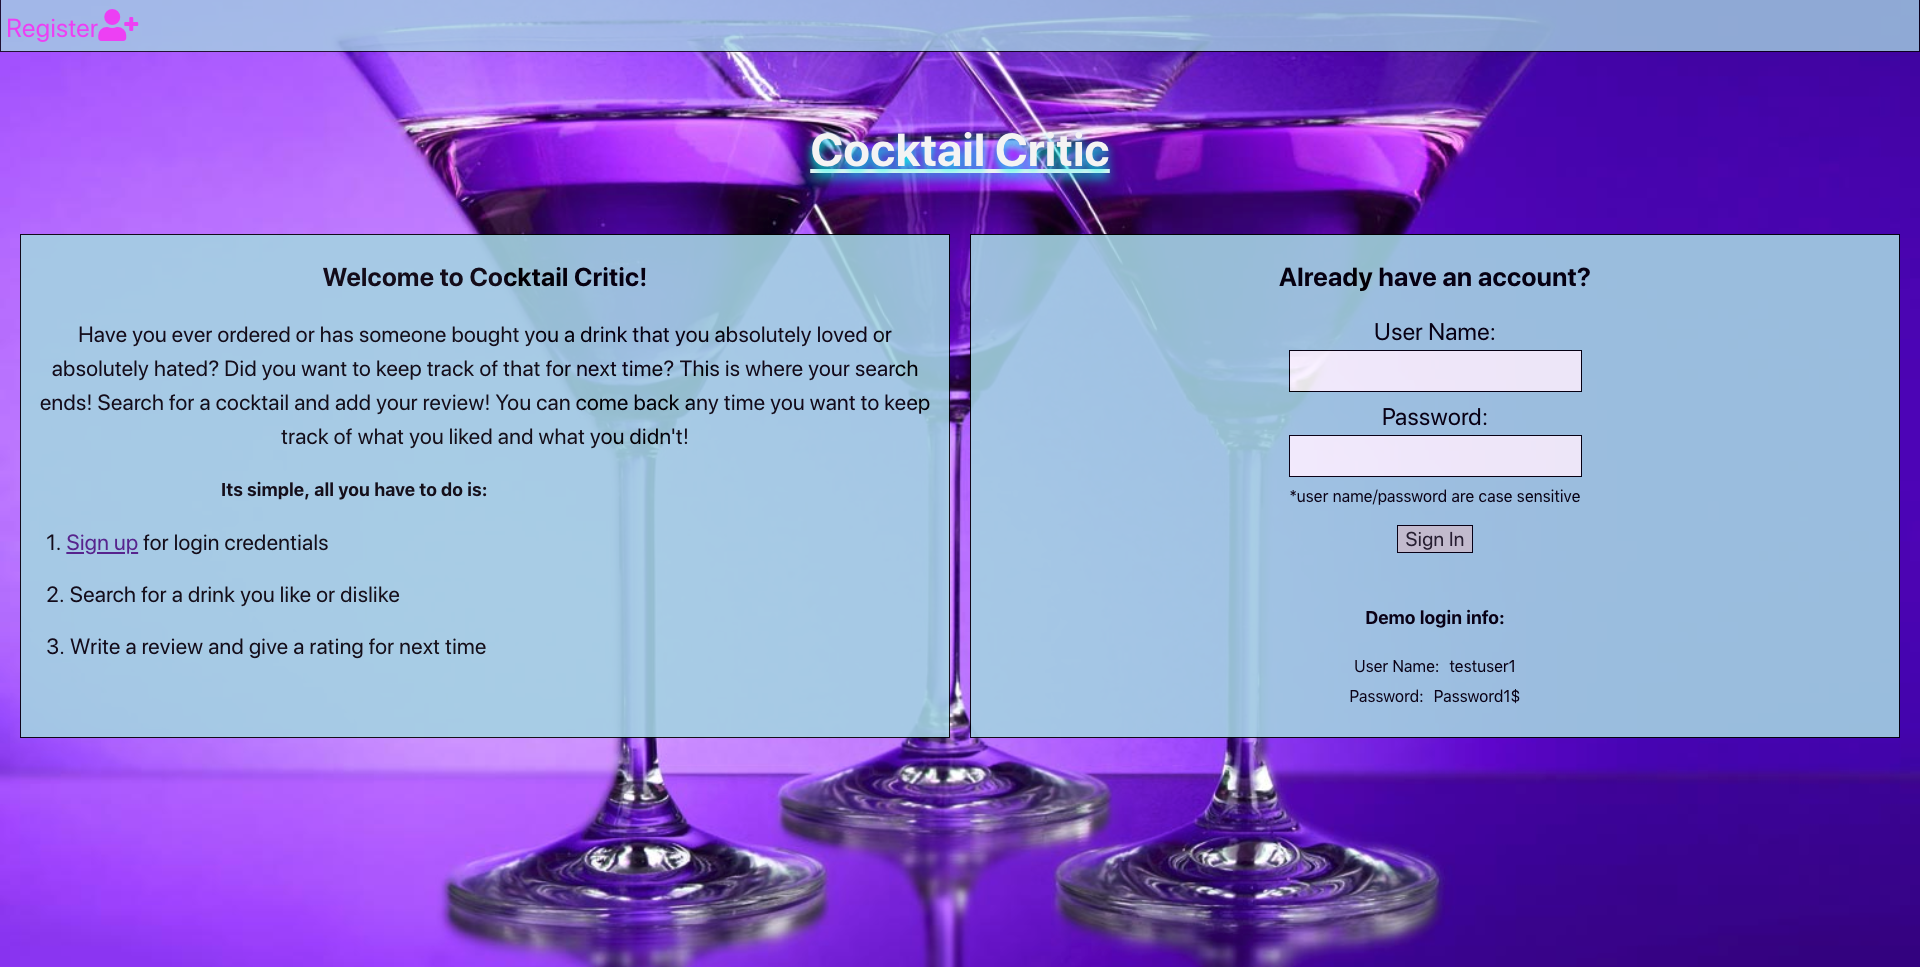 Register
Cocktail Critic
Welcome to Cocktail Critic!
Have you ever ordered or has someone bought you a drink that you absolutely loved or
absolutely hated? Did you want to keep track of that for next time? This is where your search
ends! Search for a cocktail and add your review! You can come back any time you want to keep
track of what you liked and what you didn't!
Its simple, all you have to do is:
1. Sign up for login credentials
2. Search for a drink you like or dislike
3. Write a review and give a rating for next time
Already have an account?
User Name:
Password:
*user name/password are case sensitive
Sign In
Demo login info:
User Name: testuser1
Password: Password1$